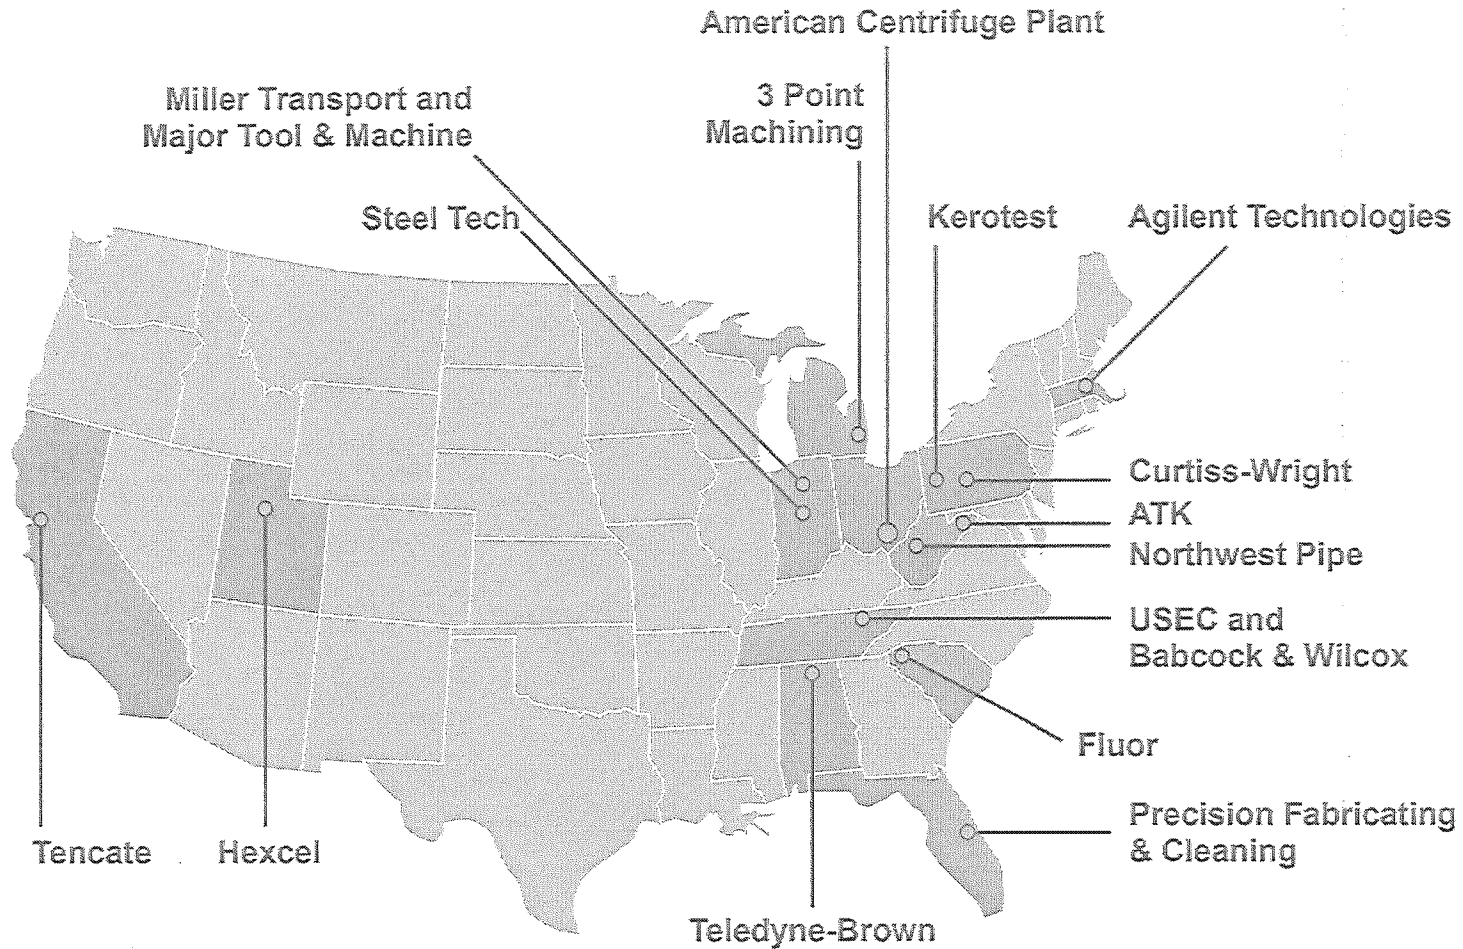 American Centrifuge Plant
Miller Transport and
Major Tool & Machine
3 Point
Machining
Steel Tech
Kerotest
Agilent Technologies
Curtiss-Wright
ATK
Northwest Pipe
USEC and
Babcock & Wilcox
Fluor
Precision Fabricating
& Cleaning
Tencate
Hexcel
Teledyne-Brown